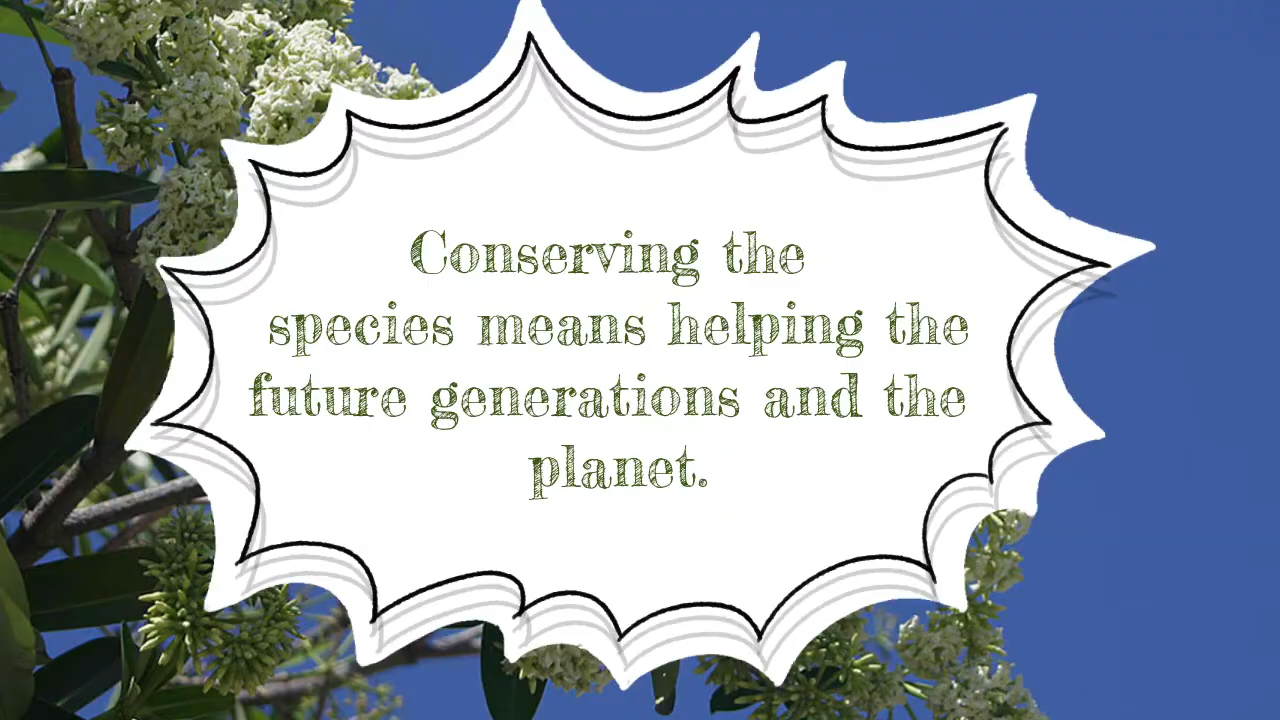 Conserving the
species means helping the
future generations and the
planet.